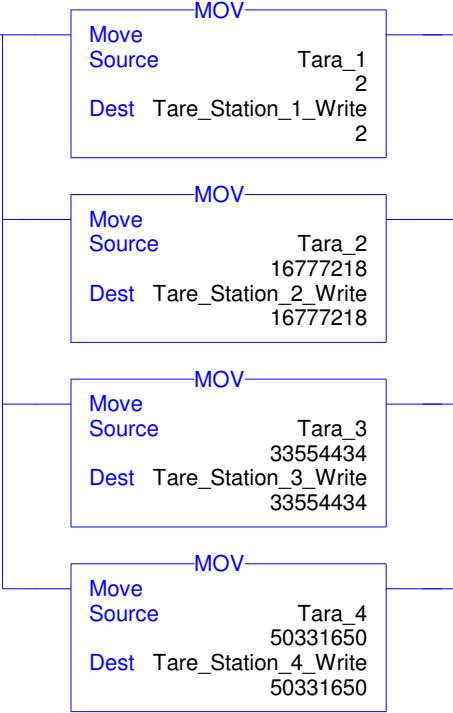 MOV
Move
Source Tara_1
2
Dest Tare_Station_1_Write
2
MOV
Move
Source Tara_2
16777218
Dest Tare_Station_2_Write
16777218
MOV
Move
Source Tara_3
33554434
Dest Tare_Station_3_Write
33554434
MOV
Move
Source Tara_4
50331650
Dest Tare_Station_4_Write
50331650